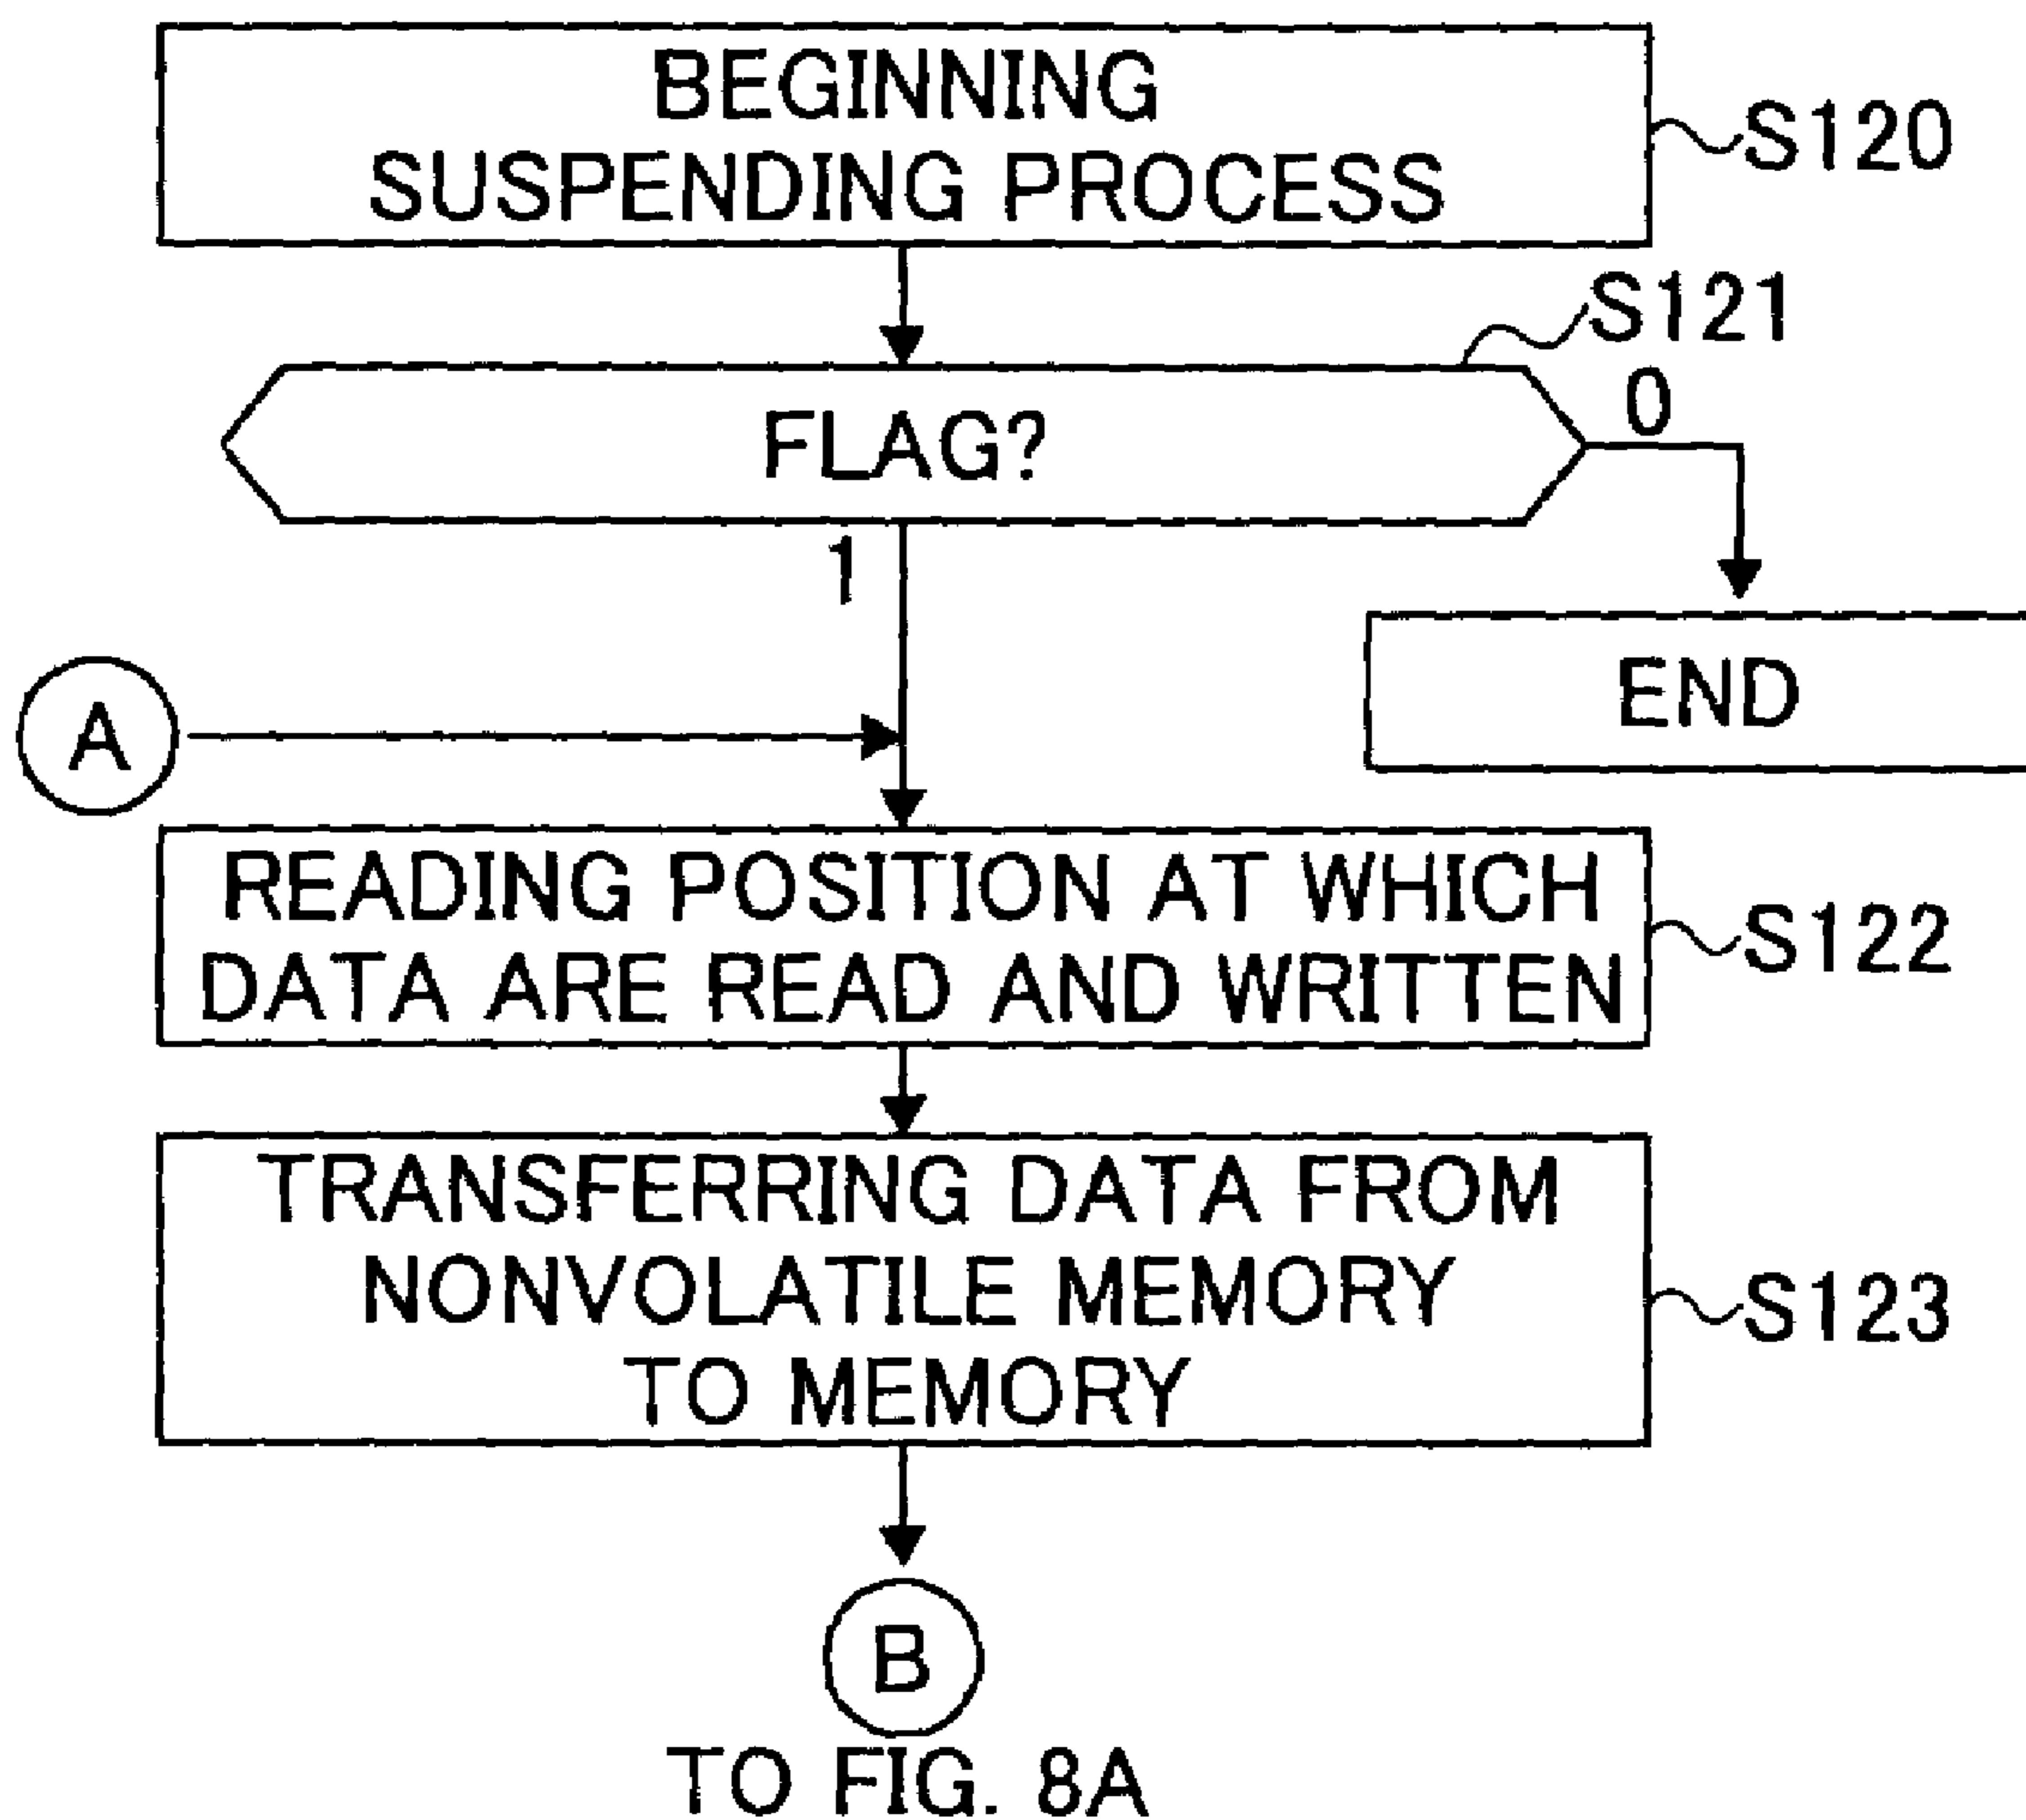 BEGINNING
SUSPENDING PROCESS
S120
S121
FLAG?
0
1
END
A
READING POSITION AT WHICH
DATA ARE READ AND WRITTEN
S122
TRANSFERRING DATA FROM
NONVOLATILE MEMORY
TO MEMORY
S123
B
TO FIG. 8A